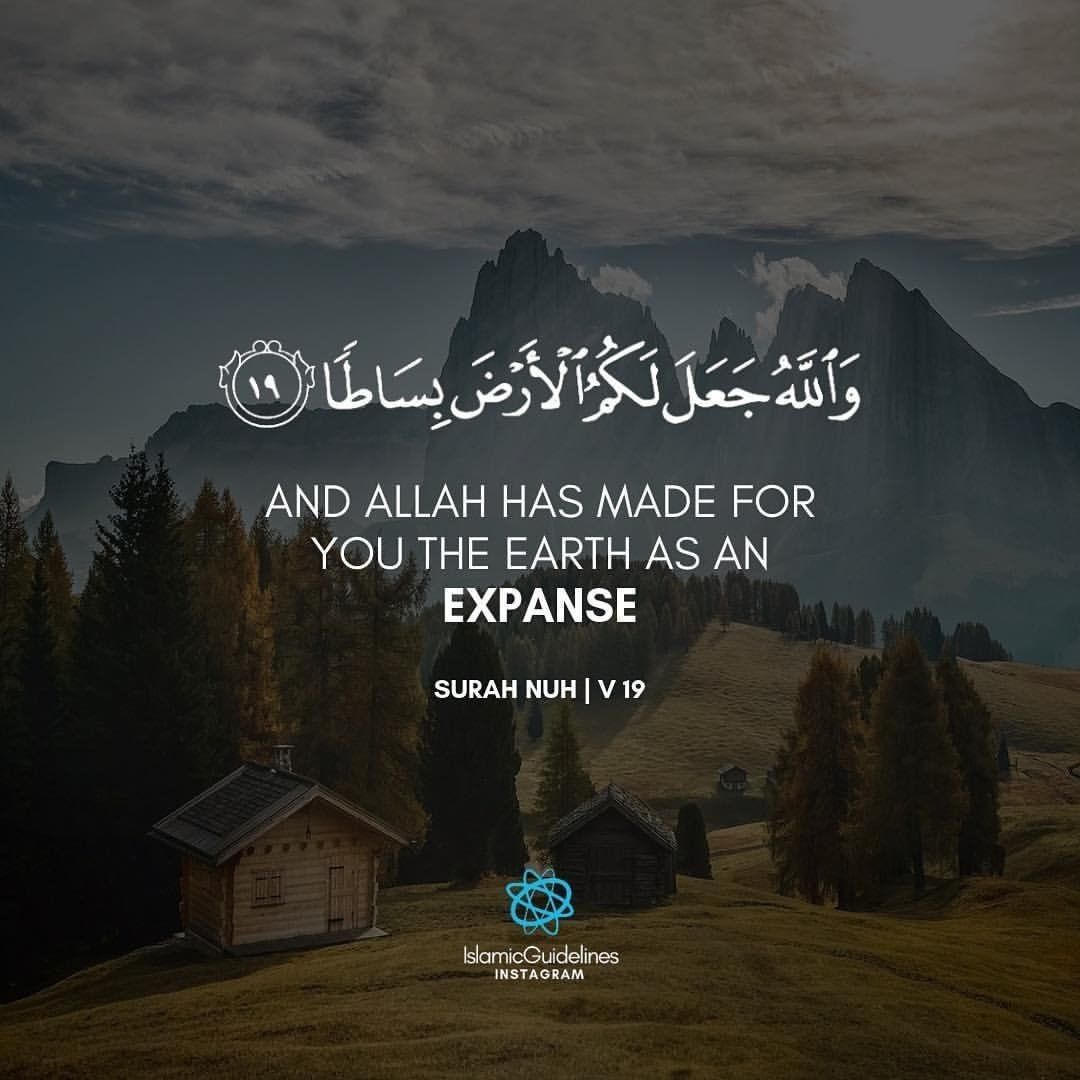 وَٱللَّهُ جَعَلَ لَكُمُ ٱلْأَرْضَ بِسَاطًا ١٩
AND ALLAH HAS MADE FOR
YOU THE EARTH AS AN
EXPANSE
SURAH NUH | V 19
IslamicGuidelines
INSTAGRAM